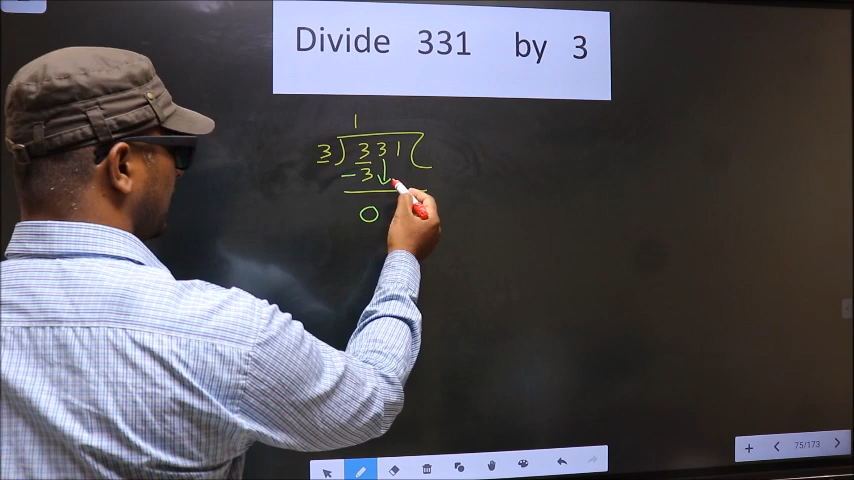 Divide 331 by 3
1
3 ) 331 (
- 3 ↓
0
75/173